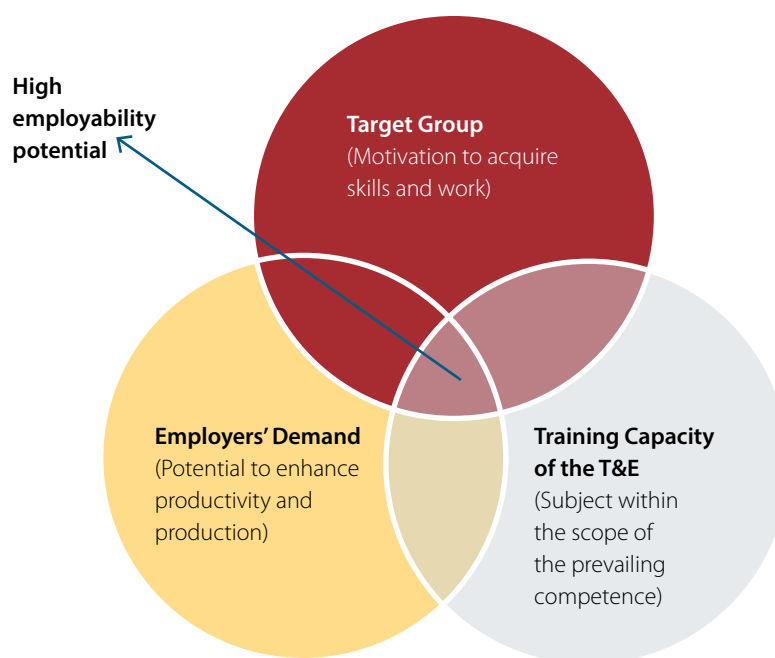 High
employability
potential
Target Group
(Motivation to acquire
skills and work)
Employers’ Demand
(Potential to enhance
productivity and
production)
Training Capacity
of the T&E
(Subject within
the scope of
the prevailing
competence)